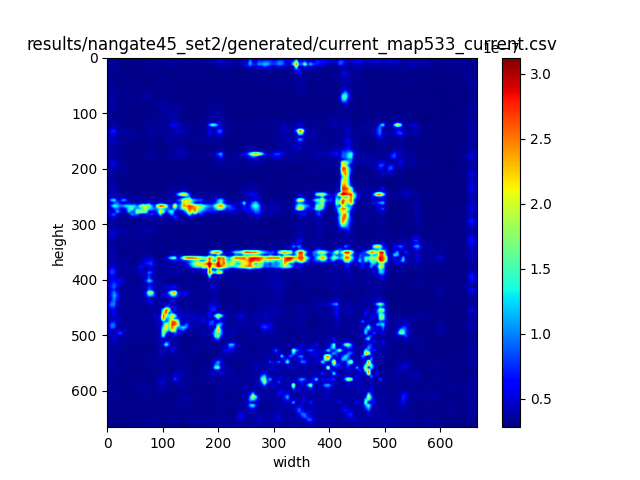 results/nangate45_set2/generated/current_map533_current.csv
1e−7
0
100
200
300
400
500
600
height
0 100 200 300 400 500 600
width
3.0
2.5
2.0
1.5
1.0
0.5